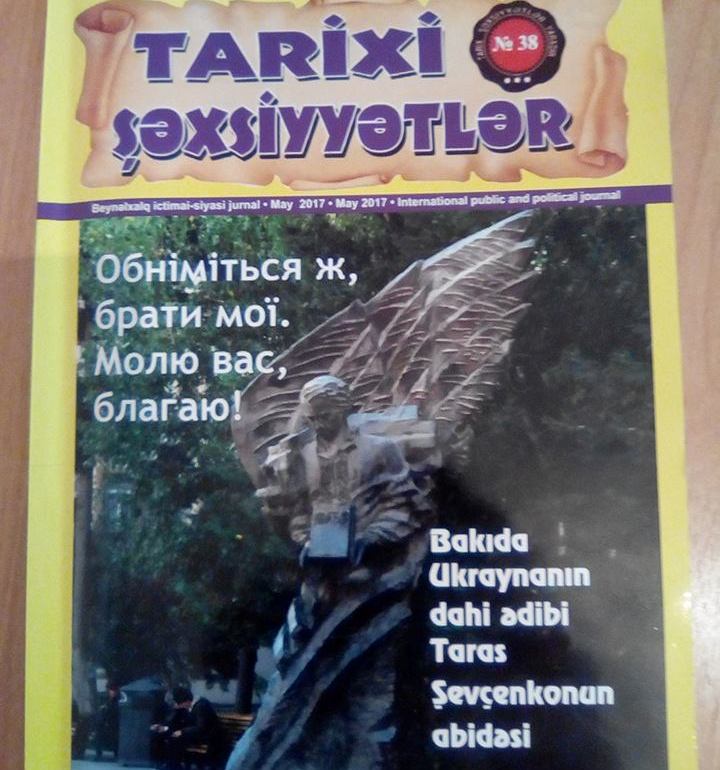 TARİXİ
№ 38
ŞƏXSİYYƏTLƏR
Beynəlxalq ictimai-siyasi jurnal • May 2017 • May 2017 • International public and political journal
Обніміться ж,
брати мої.
Молю вас,
благаю!
Bakıda
Ukraynanın
dahi ədibi
Taras
Şevçenkonun
abidəsi